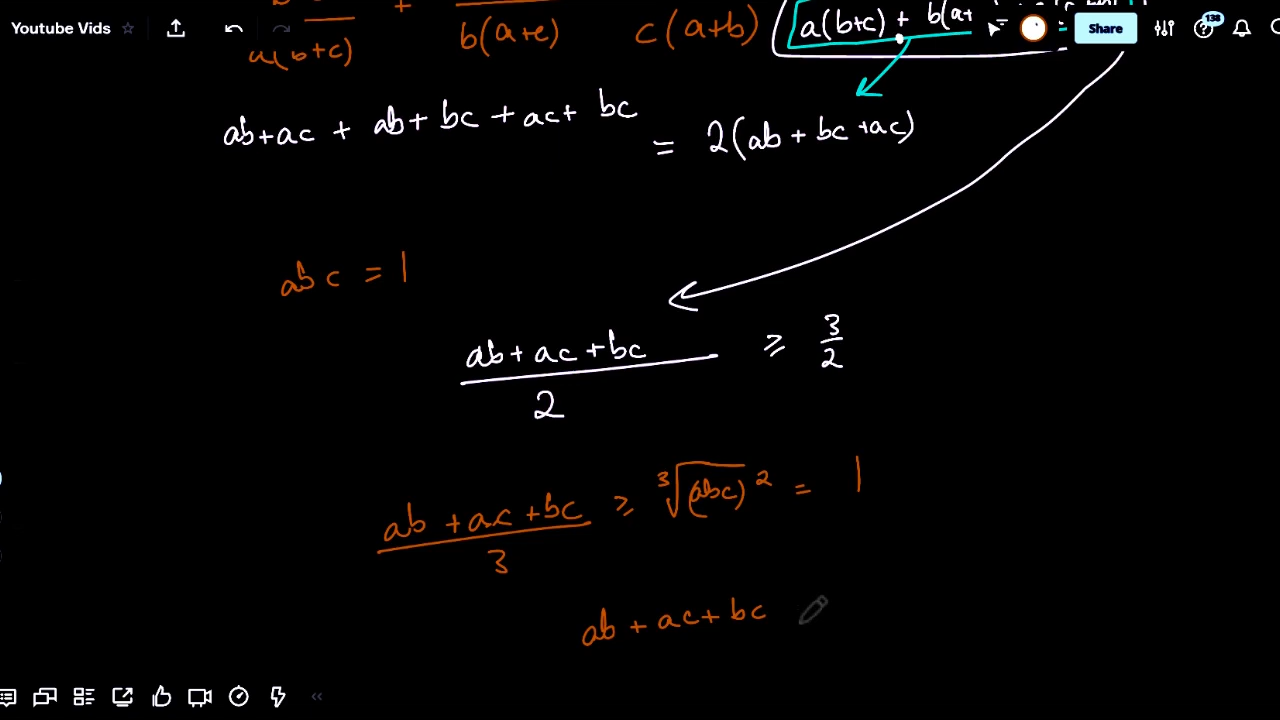 Youtube Vids
Share
138
a(b+c) + b(a+
a(b+c) + b(a+c) c(a+b)
ab+ac + ab+ bc + ac+ bc = 2(ab + bc +ac)
abc = 1
ab+ac+bc / 2 ≥ 3/2
ab +ac +bc / 3 ≥ ∛(abc)² = 1
ab + ac + bc